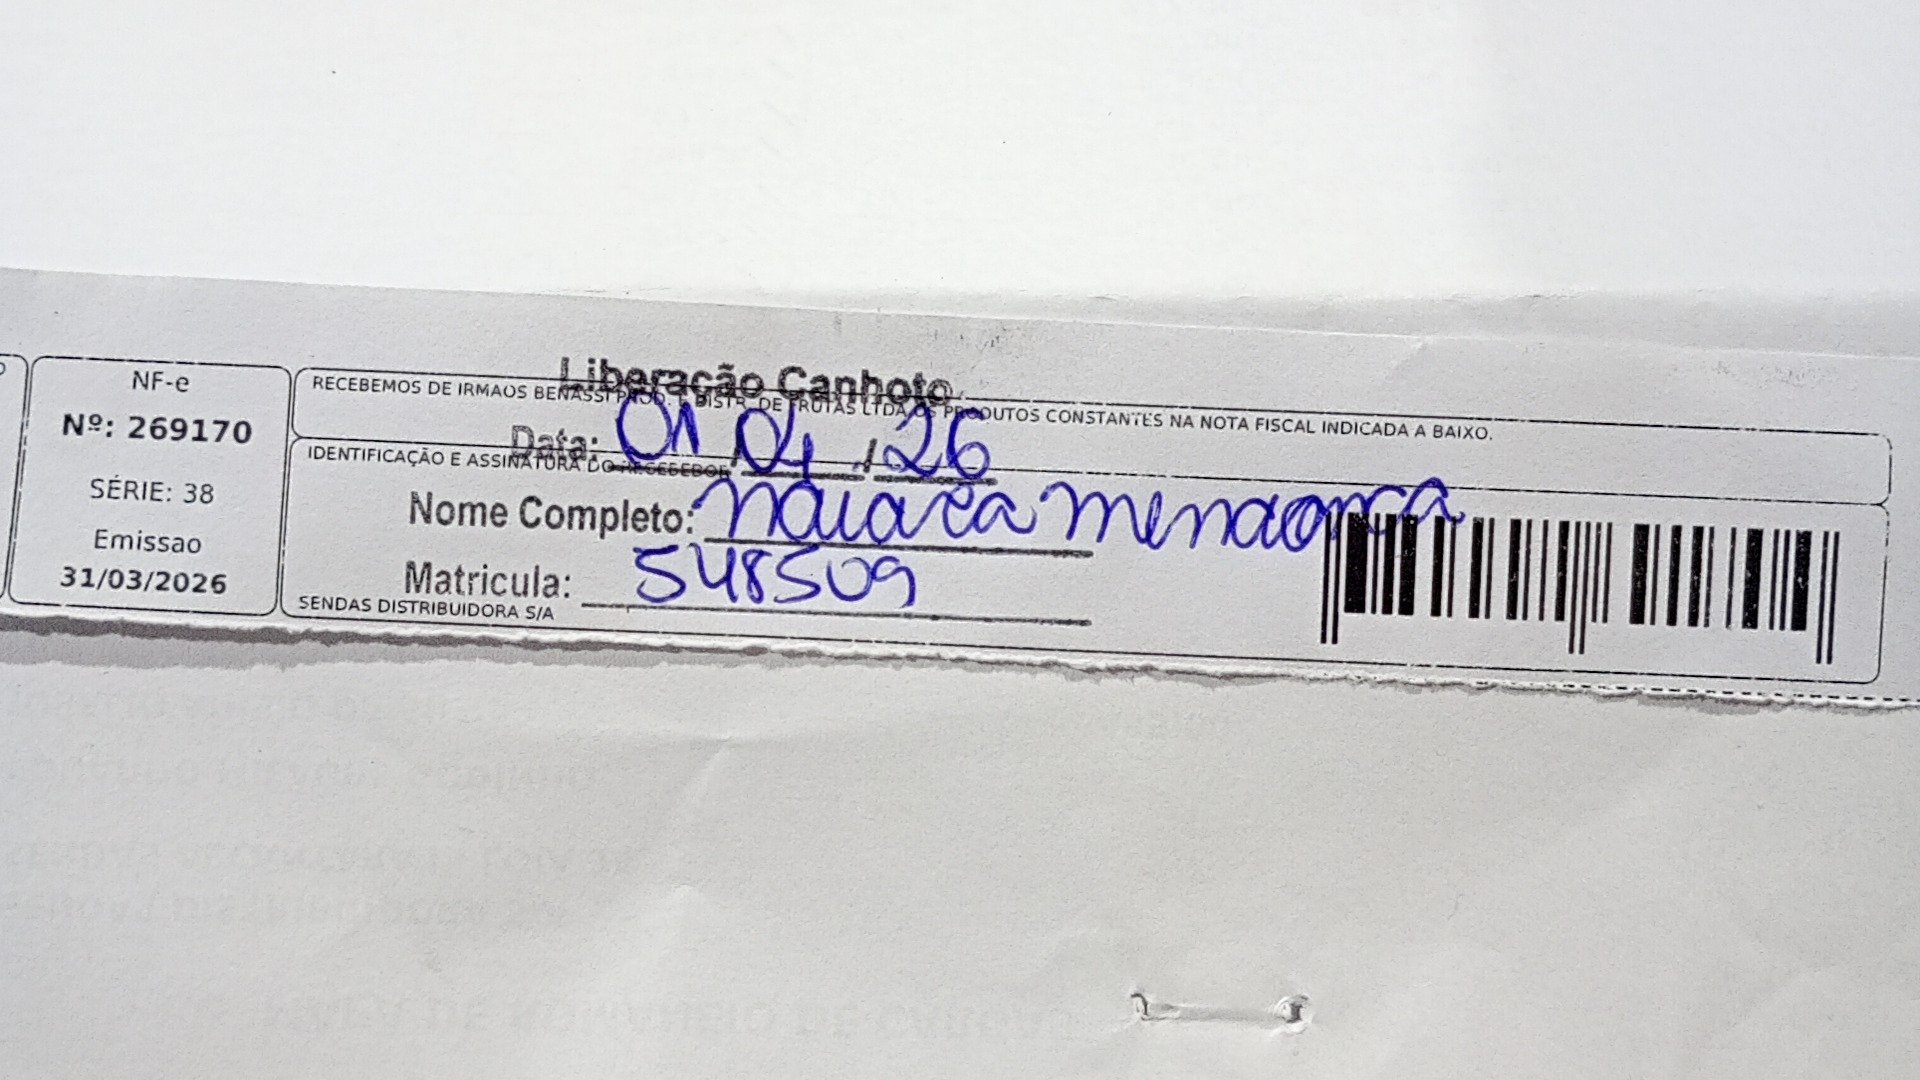 NF-e
Nº: 269170
SÉRIE: 38
Emissao
31/03/2026
RECEBEMOS DE IRMAOS BENASSI PROD. E DISTR. DE FRUTAS LTDA OS PRODUTOS CONSTANTES NA NOTA FISCAL INDICADA A BAIXO.
Liberação Canhoto
Data: 01/04/26
IDENTIFICAÇÃO E ASSINATURA DO RECEBEDOR
Nome Completo: Naiara Mendonça
Matricula: 548509
SENDAS DISTRIBUIDORA S/A